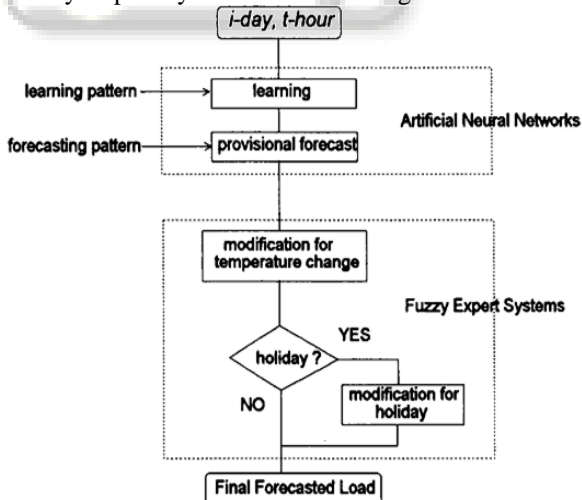 i-day, t-hour
learning pattern
learning
Artificial Neural Networks
forecasting pattern
provisional forecast
modification for
temperature change
Fuzzy Expert Systems
holiday ?
YES
NO
modification for
holiday
Final Forecasted Load